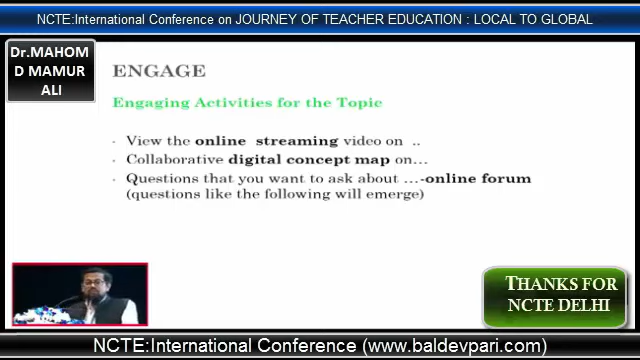 NCTE:International Conference on JOURNEY OF TEACHER EDUCATION : LOCAL TO GLOBAL
Dr.MAHOM
D MAMUR
ALI
ENGAGE
Engaging Activities for the Topic
· View the online streaming video on ..
· Collaborative digital concept map on...
· Questions that you want to ask about ...-online forum
(questions like the following will emerge)
THANKS FOR
NCTE DELHI
NCTE:International Conference (www.baldevpari.com)